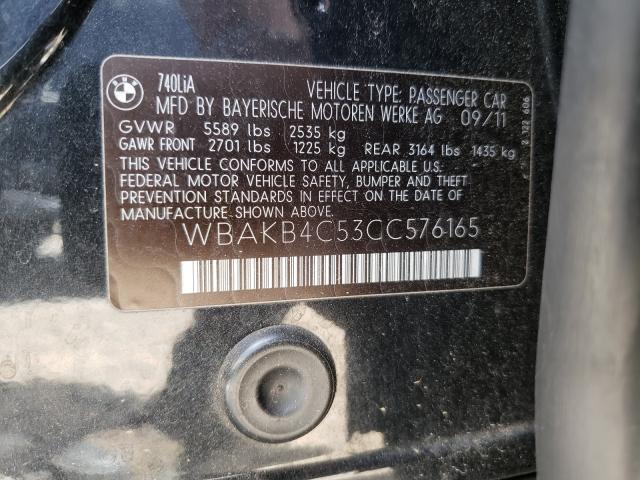 BMW
740LiA
VEHICLE TYPE: PASSENGER CAR
MFD BY BAYERISCHE MOTOREN WERKE AG 09/11
GVWR 5589 lbs 2535 kg
GAWR FRONT 2701 lbs 1225 kg REAR 3164 lbs 1435 kg
THIS VEHICLE CONFORMS TO ALL APPLICABLE U.S.
FEDERAL MOTOR VEHICLE SAFETY, BUMPER AND THEFT
PREVENTION STANDARDS IN EFFECT ON THE DATE OF
MANUFACTURE SHOWN ABOVE.
WBAKB4C53CC576165